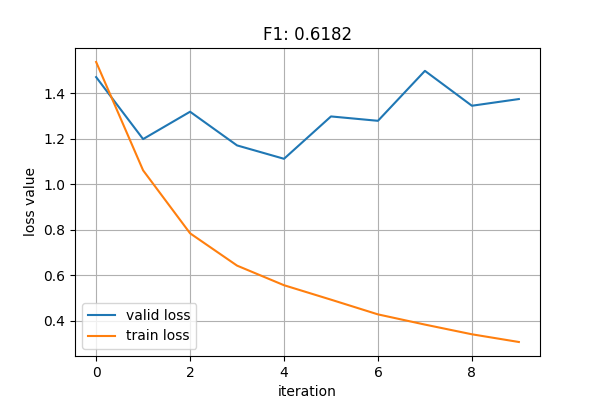 F1: 0.6182
loss value
1.4
1.2
1.0
0.8
0.6
0.4
valid loss
train loss
0 2 4 6 8
iteration